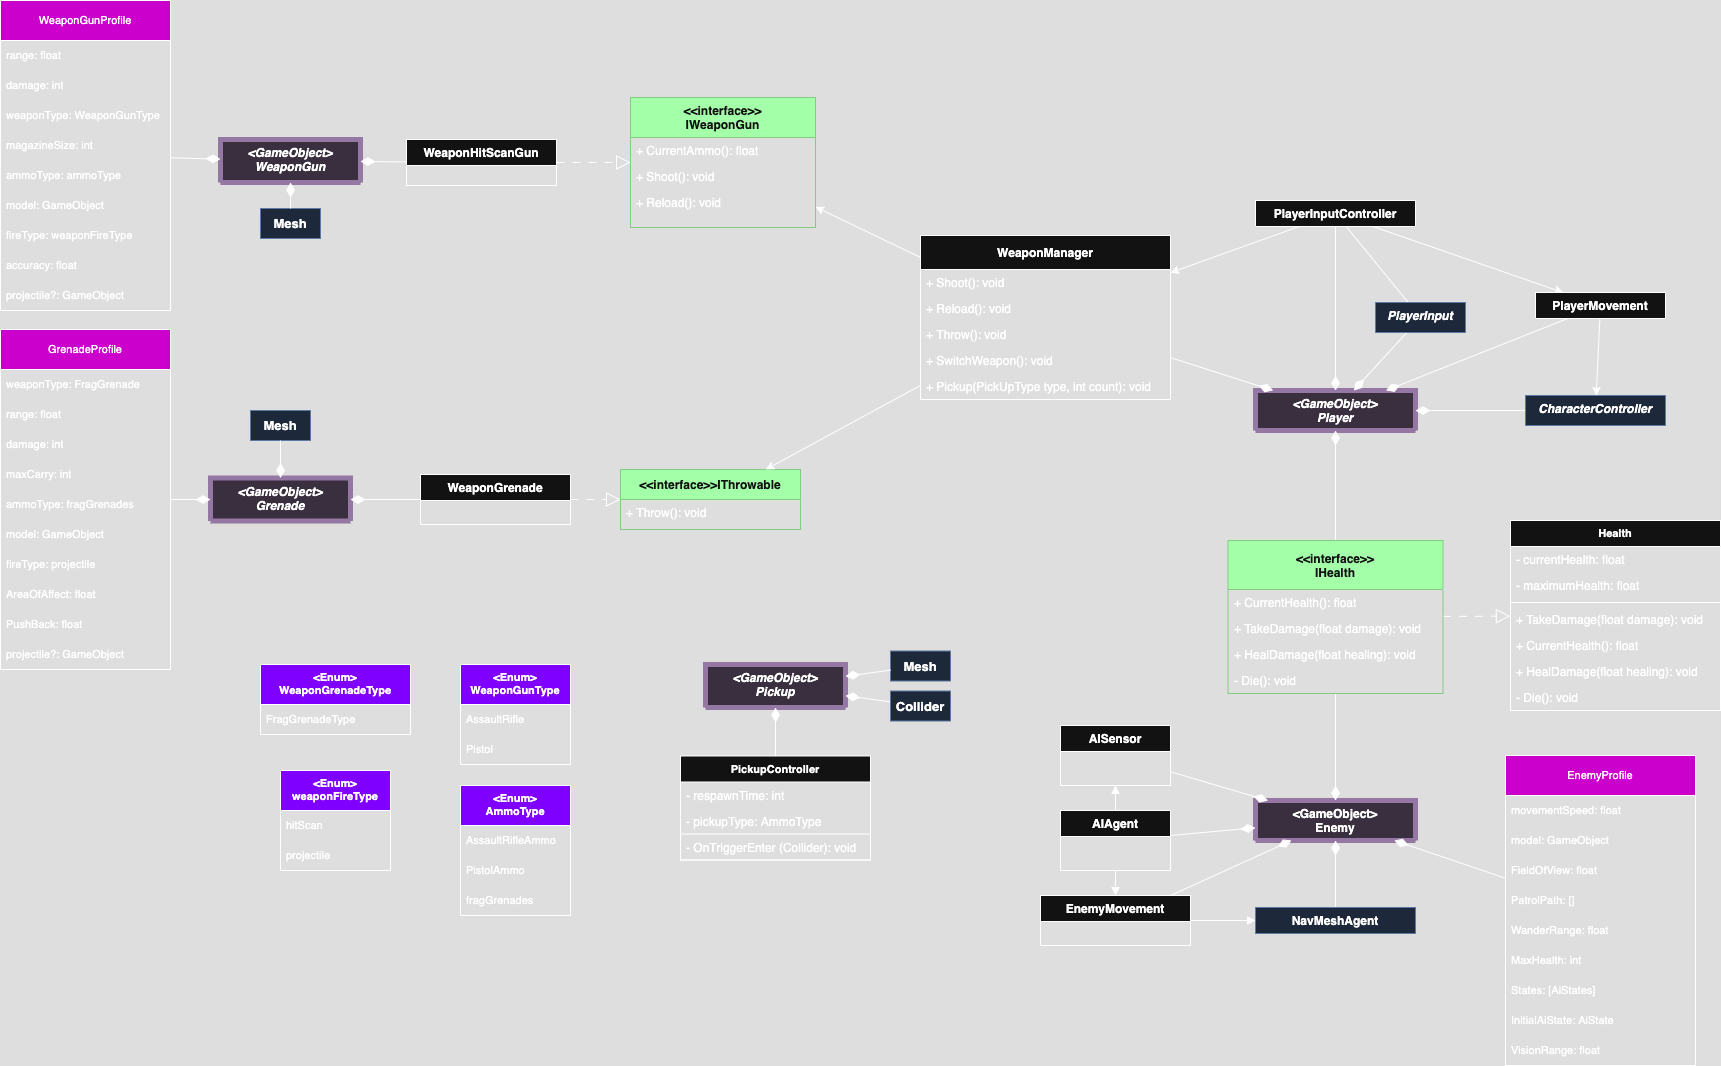 WeaponGunProfile
range: float
damage: int
weaponType: WeaponGunType
magazineSize: int
ammoType: ammoType
model: GameObject
fireType: weaponFireType
accuracy: float
projectile?: GameObject
<GameObject>
WeaponGun
Mesh
WeaponHitScanGun
<<interface>>
IWeaponGun
+ CurrentAmmo(): float
+ Shoot(): void
+ Reload(): void
WeaponManager
+ Shoot(): void
+ Reload(): void
+ Throw(): void
+ SwitchWeapon(): void
+ Pickup(PickUpType type, int count): void
PlayerInputController
PlayerInput
PlayerMovement
<GameObject>
Player
CharacterController
GrenadeProfile
weaponType: FragGrenade
range: float
damage: int
maxCarry: int
ammoType: fragGrenades
model: GameObject
fireType: projectile
AreaOfAffect: float
PushBack: float
projectile?: GameObject
Mesh
<GameObject>
Grenade
WeaponGrenade
<<interface>>IThrowable
+ Throw(): void
<<interface>>
IHealth
+ CurrentHealth(): float
+ TakeDamage(float damage): void
+ HealDamage(float healing): void
- Die(): void
Health
- currentHealth: float
- maximumHealth: float
+ TakeDamage(float damage): void
+ CurrentHealth(): float
+ HealDamage(float healing): void
- Die(): void
<Enum>
WeaponGrenadeType
FragGrenadeType
<Enum>
WeaponGunType
AssaultRifle
Pistol
<Enum>
weaponFireType
hitScan
projectile
<Enum>
AmmoType
AssaultRifleAmmo
PistolAmmo
fragGrenades
<GameObject>
Pickup
Mesh
Collider
PickupController
- respawnTime: int
- pickupType: AmmoType
- OnTriggerEnter (Collider): void
AISensor
AIAgent
EnemyMovement
<GameObject>
Enemy
NavMeshAgent
EnemyProfile
movementSpeed: float
model: GameObject
FieldOfView: float
PatrolPath: []
WanderRange: float
MaxHealth: int
States: [AiStates]
InitialAiState: AiState
VisionRange: float